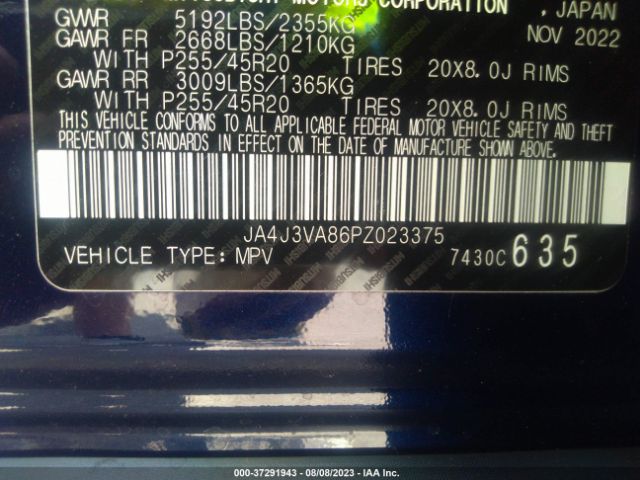 MOTORS CORPORATION , JAPAN
GVWR 5192LBS/2355KG NOV 2022
GAWR FR 2668LBS/1210KG
WITH P255/45R20 TIRES 20X8.0J RIMS
GAWR RR 3009LBS/1365KG
WITH P255/45R20 TIRES 20X8.0J RIMS
THIS VEHICLE CONFORMS TO ALL APPLICABLE FEDERAL MOTOR VEHICLE SAFETY AND THEFT
PREVENTION STANDARDS IN EFFECT ON THE DATE OF MANUFACTURE SHOWN ABOVE.
JA4J3VA86PZ023375
VEHICLE TYPE: MPV 7430C 635
000-37291943 - 08/08/2023 - IAA Inc.